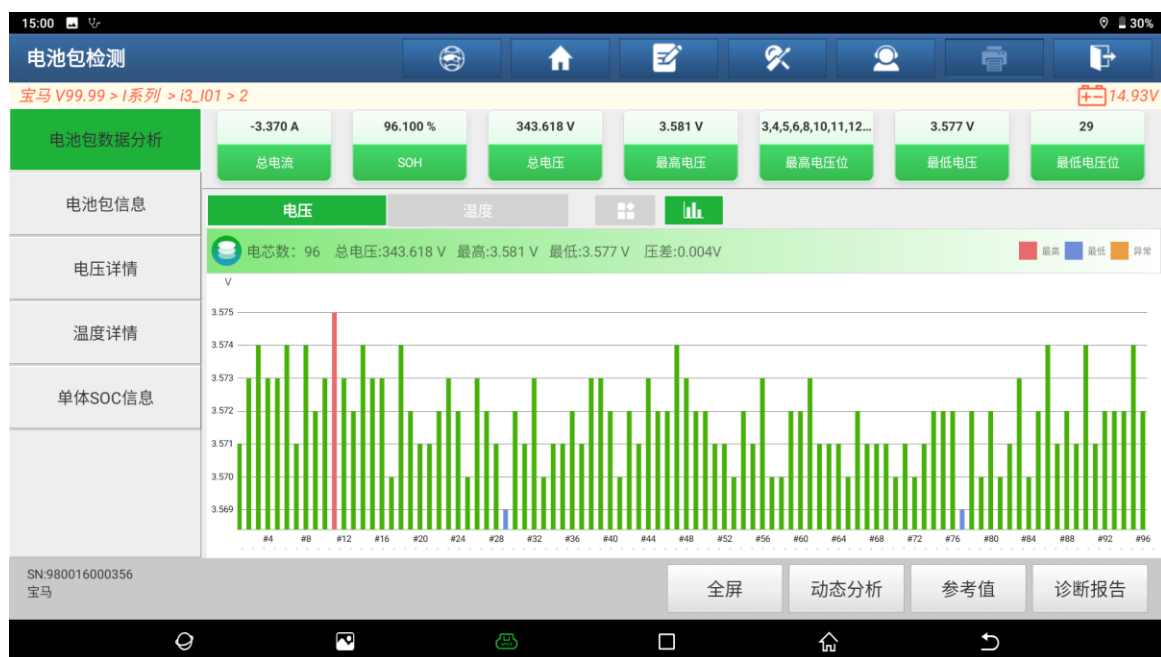 15:00
30%
电池包检测
宝马 V99.99 > I系列 > i3_I01 > 2
14.93V
电池包数据分析
电池包信息
电压详情
温度详情
单体SOC信息
-3.370 A
总电流
96.100 %
SOH
343.618 V
总电压
3.581 V
最高电压
3,4,5,6,8,10,11,12...
最高电压位
3.577 V
最低电压
29
最低电压位
电压
温度
电芯数：96 总电压:343.618 V 最高:3.581 V 最低:3.577 V 压差:0.004V
最高 最低 异常
V
3.575
3.574
3.573
3.572
3.571
3.570
3.569
#4 #8 #12 #16 #20 #24 #28 #32 #36 #40 #44 #48 #52 #56 #60 #64 #68 #72 #76 #80 #84 #88 #92 #96
SN:980016000356
宝马
全屏
动态分析
参考值
诊断报告